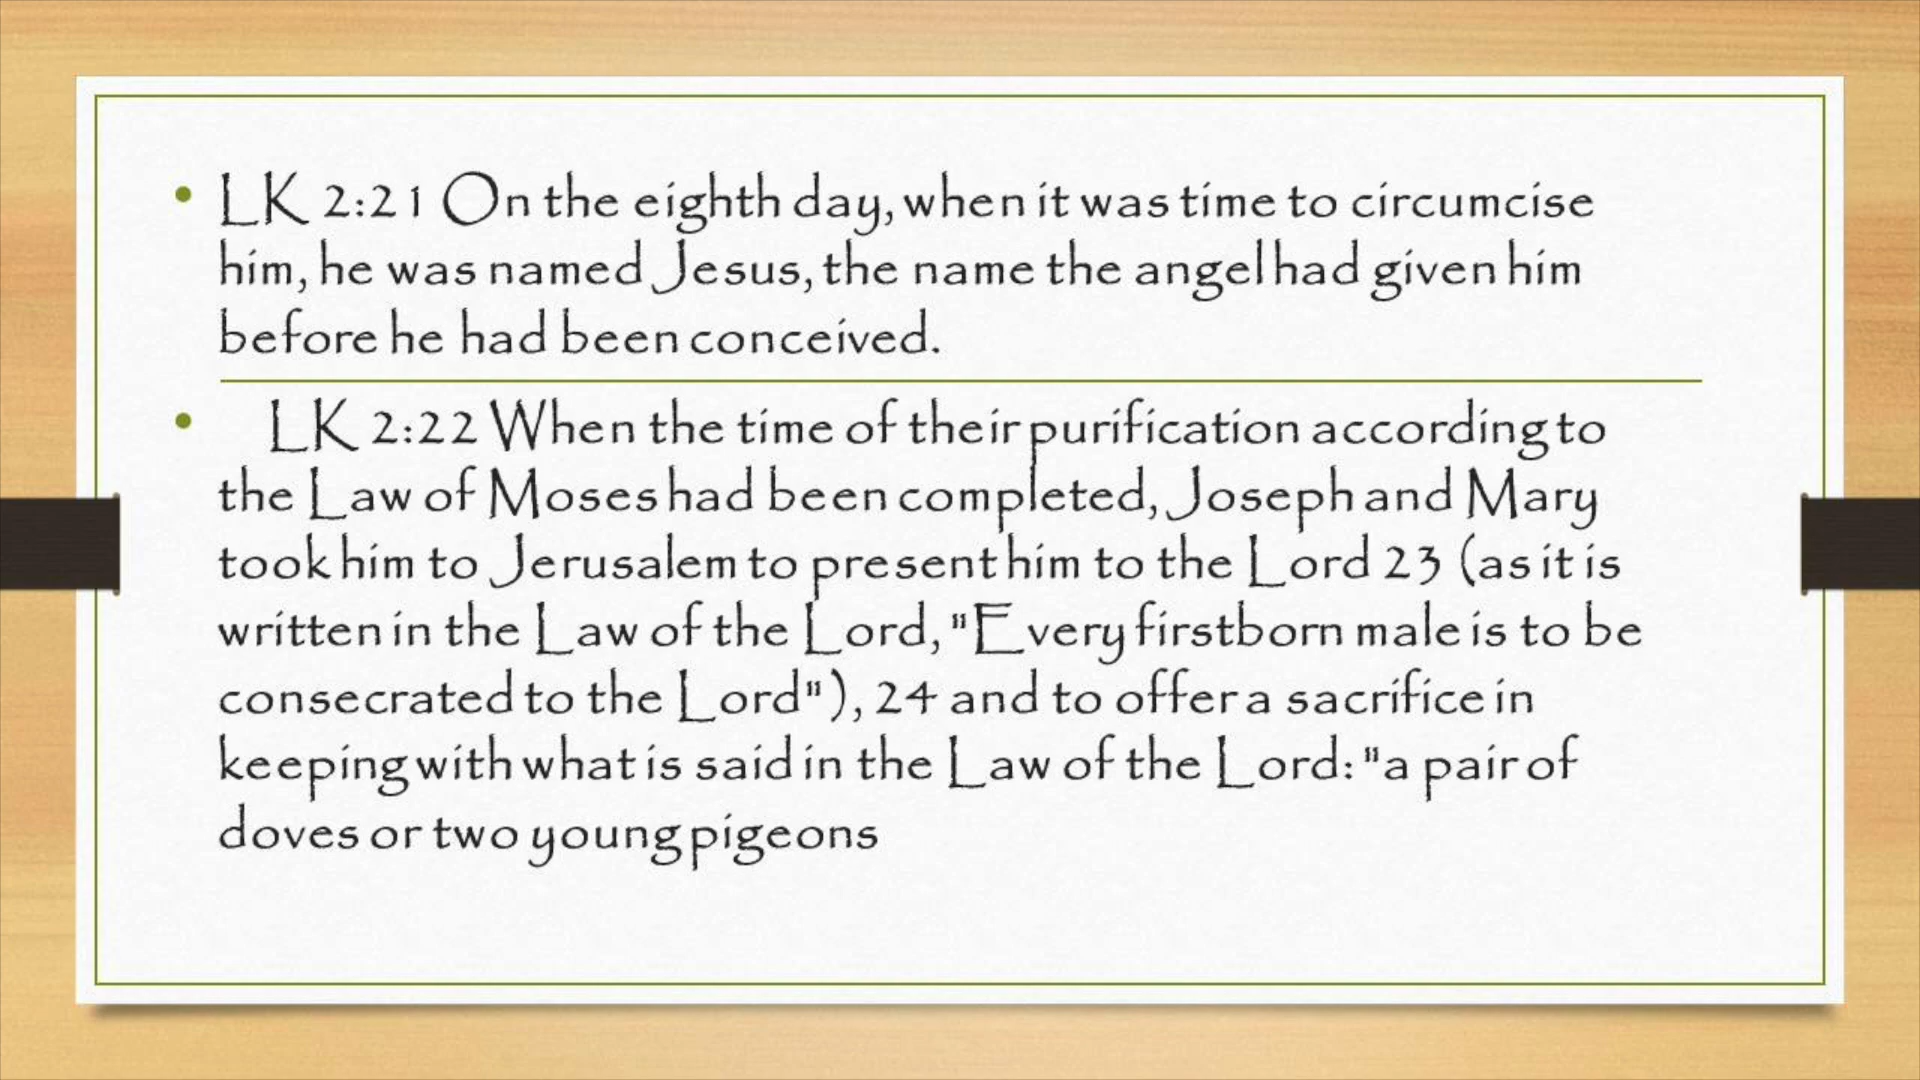 • LK 2:21 On the eighth day, when it was time to circumcise
him, he was named Jesus, the name the angel had given him
before he had been conceived.
• LK 2:22 When the time of their purification according to
the Law of Moses had been completed, Joseph and Mary
took him to Jerusalem to present him to the Lord 23 (as it is
written in the Law of the Lord, "Every firstborn male is to be
consecrated to the Lord"), 24 and to offer a sacrifice in
keeping with what is said in the Law of the Lord: "a pair of
doves or two young pigeons